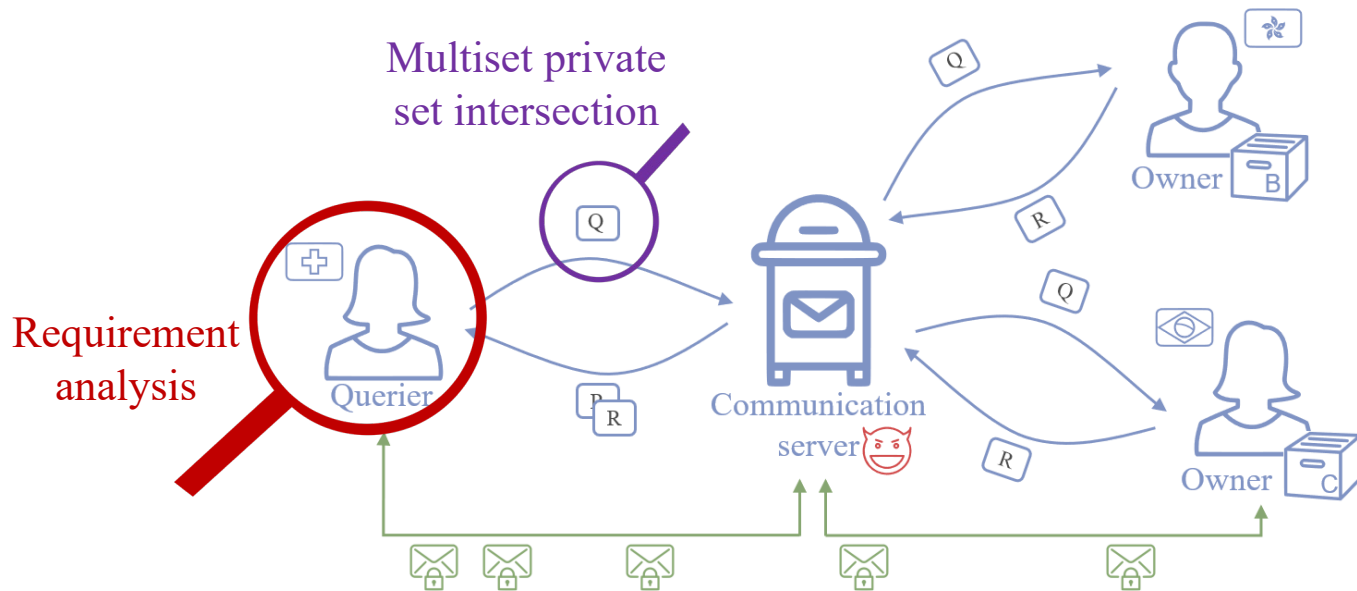 Multiset private
set intersection
Q
Q
B
Owner
R
Requirement
analysis
Querier
R
R
Communication
server
Q
R
Owner
C